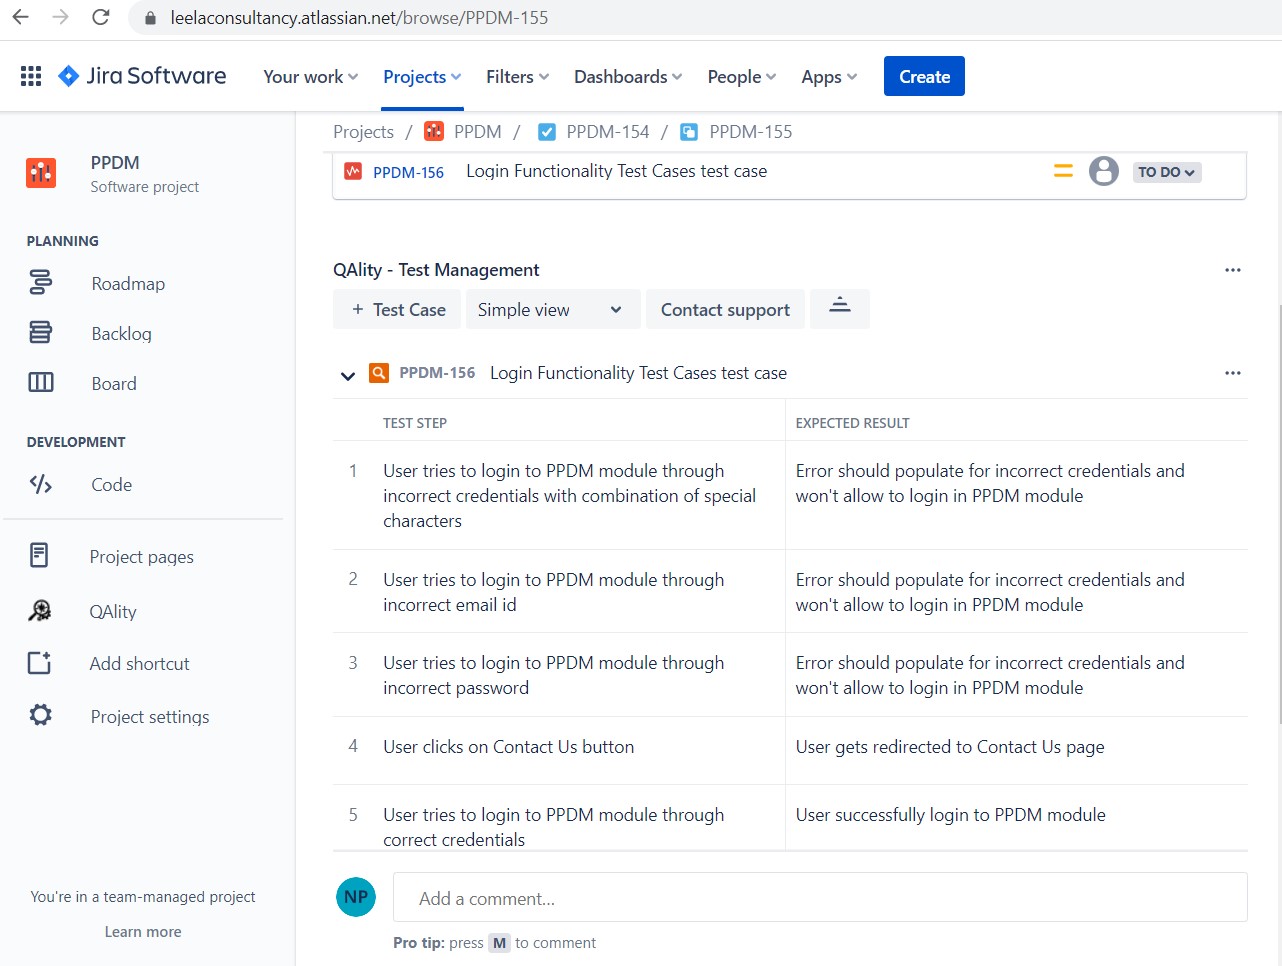 leelaconsultancy.atlassian.net/browse/PPDM-155
Jira Software Your work Projects Filters Dashboards People Apps Create
Projects / PPDM / PPDM-154 / PPDM-155
PPDM
Software project
PPDM-156 Login Functionality Test Cases test case TO DO
PLANNING
Roadmap
Backlog
Board
DEVELOPMENT
Code
Project pages
QAlity
Add shortcut
Project settings
You're in a team-managed project
Learn more
QAlity - Test Management
+ Test Case Simple view Contact support
PPDM-156 Login Functionality Test Cases test case
TEST STEP EXPECTED RESULT
1 User tries to login to PPDM module through
incorrect credentials with combination of special
characters
Error should populate for incorrect credentials and
won't allow to login in PPDM module
2 User tries to login to PPDM module through
incorrect email id
Error should populate for incorrect credentials and
won't allow to login in PPDM module
3 User tries to login to PPDM module through
incorrect password
Error should populate for incorrect credentials and
won't allow to login in PPDM module
4 User clicks on Contact Us button
User gets redirected to Contact Us page
5 User tries to login to PPDM module through
correct credentials
User successfully login to PPDM module
NP Add a comment...
Pro tip: press M to comment